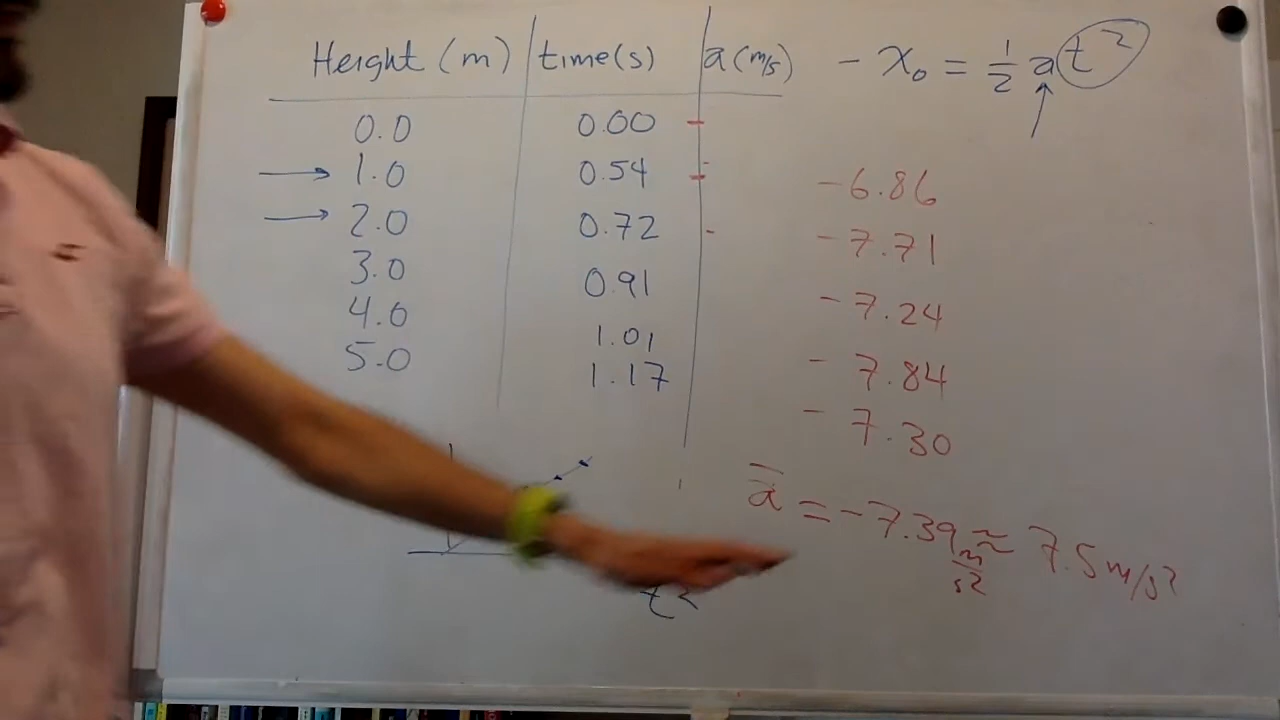 Height (m) time(s) a (m/s) - x₀ = 1/2 a t²
0.0 0.00
1.0 0.54 -6.86
2.0 0.72 -7.71
3.0 0.91 -7.24
4.0 1.01 -7.84
5.0 1.17 -7.30
a̅ = -7.39 m/s² ≈ 7.5 m/s²
t²